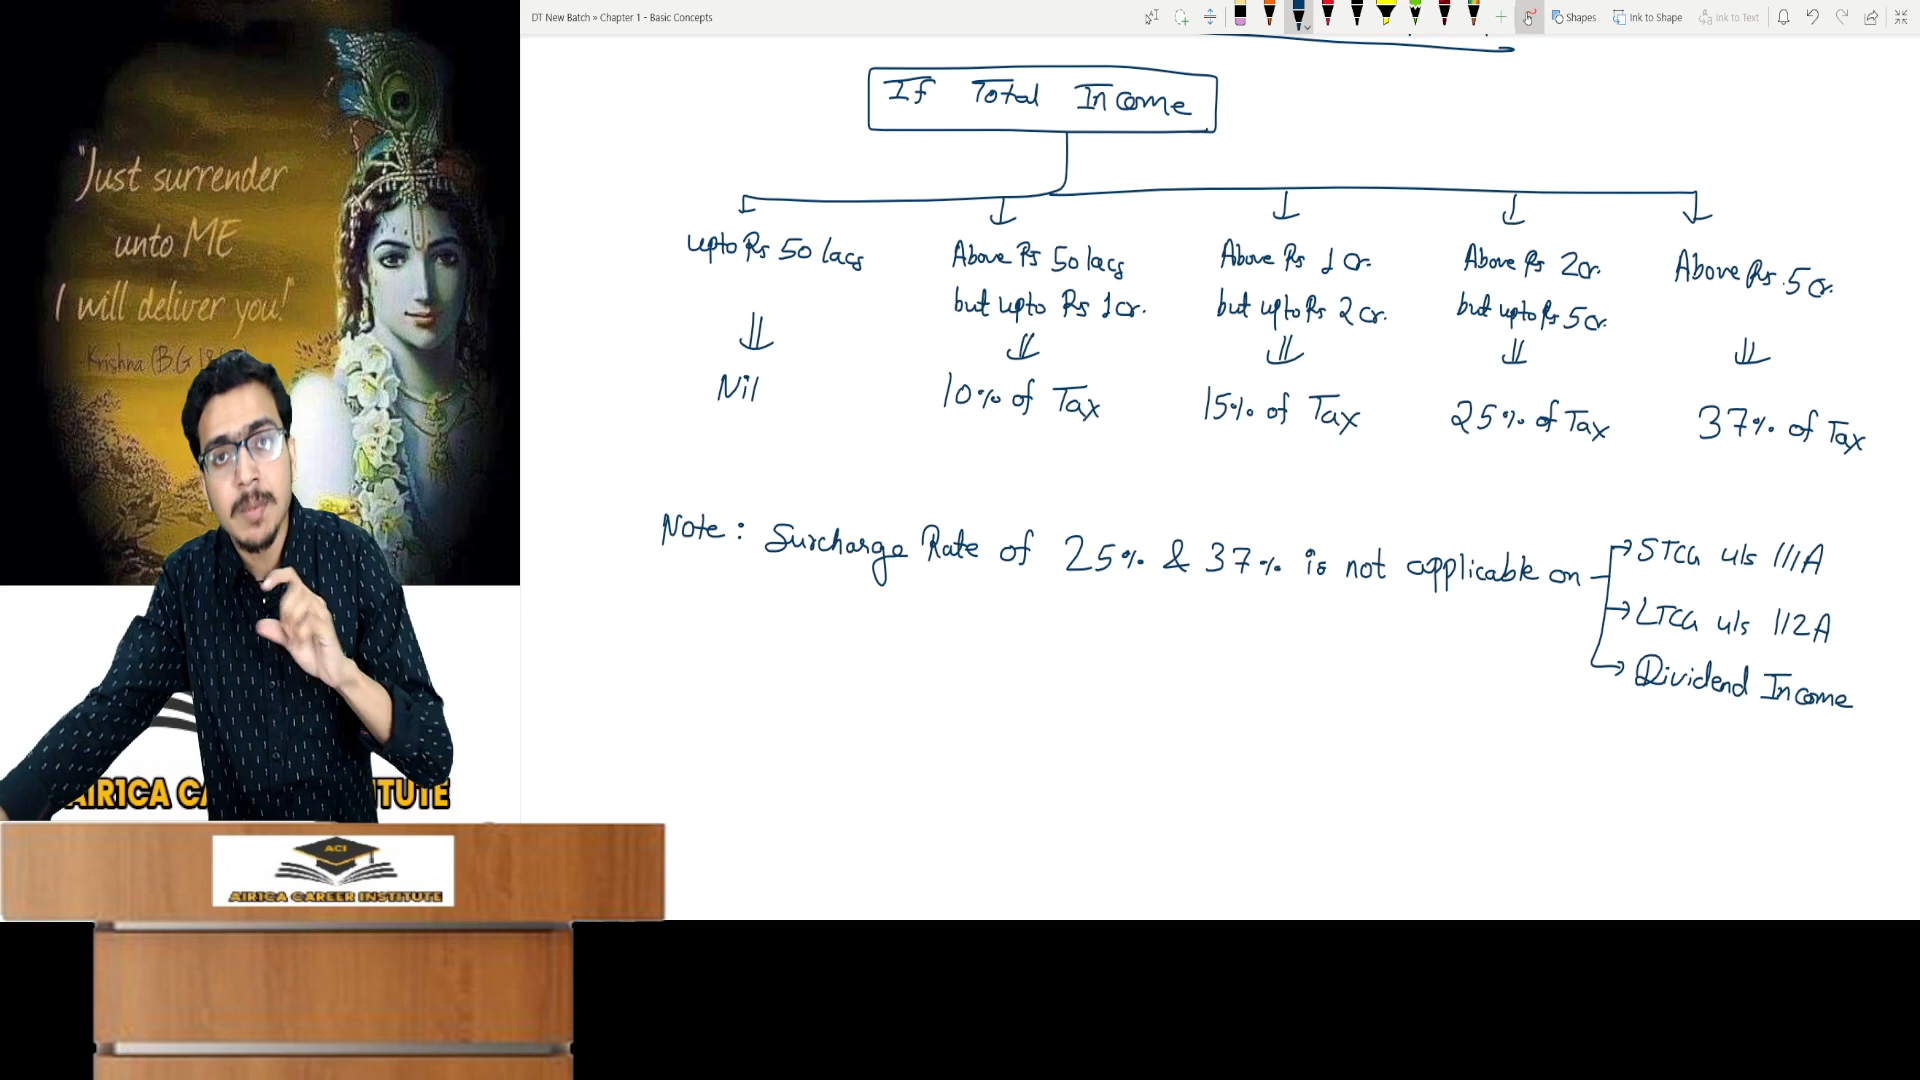 DT New Batch » Chapter 1 - Basic Concepts
Shapes
Ink to Shape
Ink to Text
"Just surrender
unto ME
I will deliver you!"
Krishna (B.G
If Total Income
upto Rs 50 lacs
Nil
Above Rs 50 lacs
but upto Rs 1 cr.
10% of Tax
Above Rs 1 cr.
but upto Rs 2 cr.
15% of Tax
Above Rs 2 cr.
but upto Rs 5 cr.
25% of Tax
Above Rs. 5 cr.
37% of Tax
Note: Surcharge Rate of 25% & 37% is not applicable on
STCG u/s 111A
LTCG u/s 112A
Dividend Income
AIR1CA CA TUTE
ACI
AIR1CA CAREER INSTITUTE